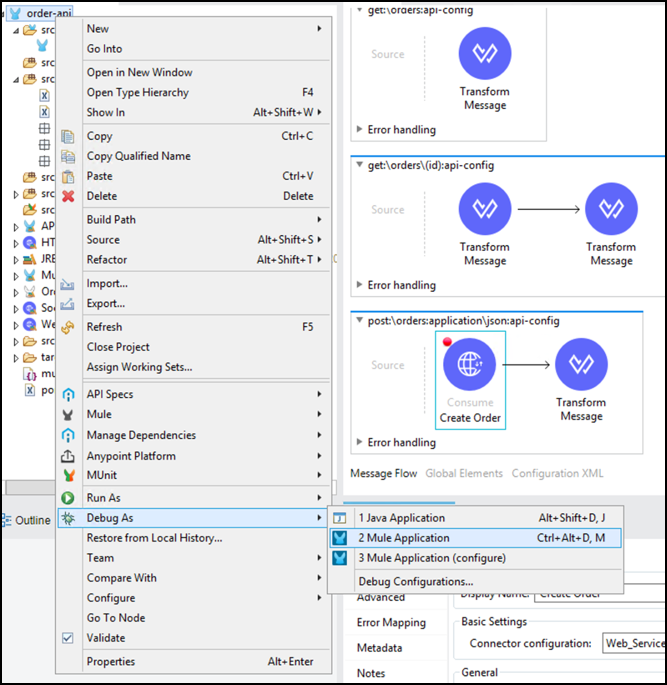 order-api
src
src
src
AP
HT
JRE
Mu
Or
Soc
We
src
tar
mu
po
Outline
New
Go Into
Open in New Window
Open Type Hierarchy F4
Show In Alt+Shift+W
Copy Ctrl+C
Copy Qualified Name
Paste Ctrl+V
Delete Delete
Build Path
Source Alt+Shift+S
Refactor Alt+Shift+T
Import...
Export...
Refresh F5
Close Project
Assign Working Sets...
API Specs
Mule
Manage Dependencies
Anypoint Platform
MUnit
Run As
Debug As
Restore from Local History...
Team
Compare With
Configure
Go To Node
Validate
Properties Alt+Enter
1 Java Application Alt+Shift+D, J
2 Mule Application Ctrl+Alt+D, M
3 Mule Application (configure)
Debug Configurations...
get:\orders:api-config
Source
Transform
Message
Error handling
get:\orders\(id):api-config
Source
Transform
Message
Transform
Message
Error handling
post:\orders:application\json:api-config
Source
Consume
Create Order
Transform
Message
Error handling
Message Flow Global Elements Configuration XML
Advanced
Error Mapping
Metadata
Notes
Display Name: Create Order
Basic Settings
Connector configuration: Web_Service
General